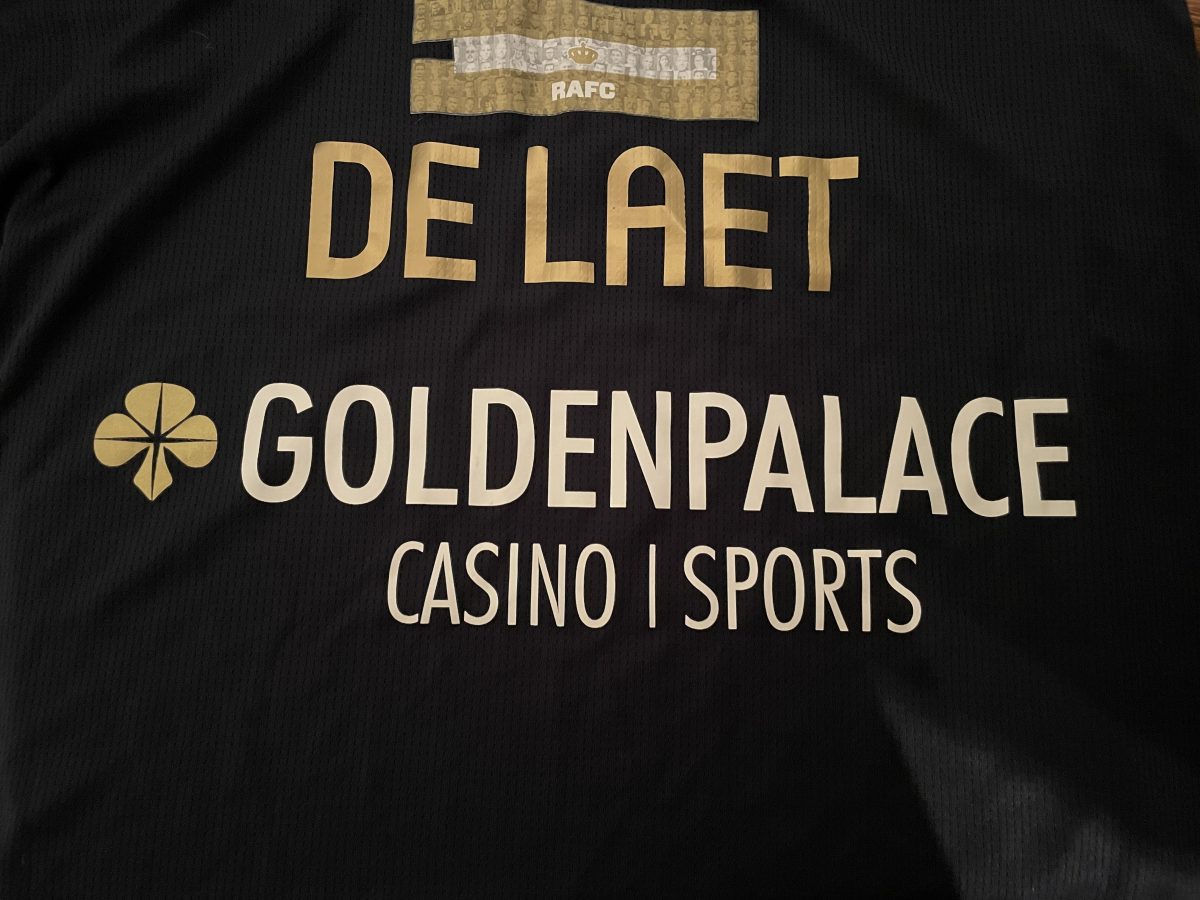 RAFC
DE LAET
GOLDENPALACE
CASINO | SPORTS